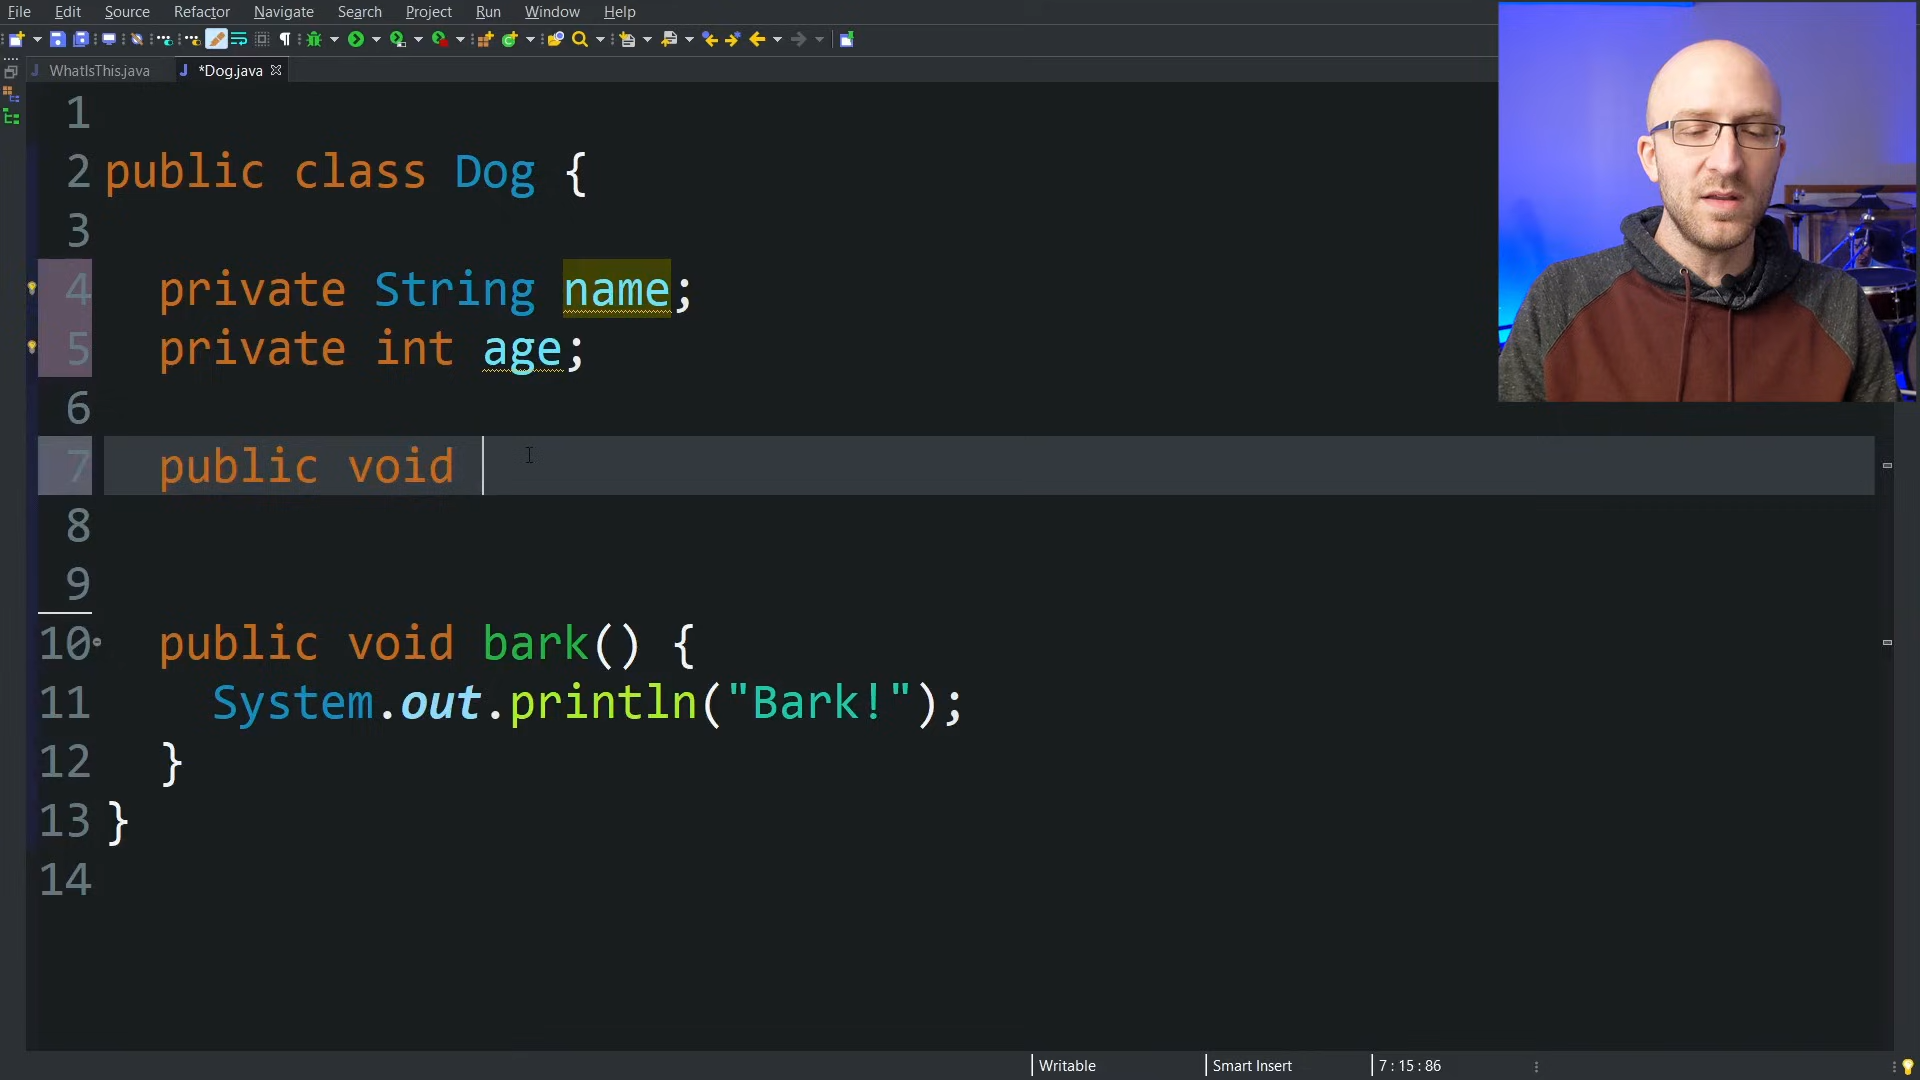 File Edit Source Refactor Navigate Search Project Run Window Help
WhatIsThis.java *Dog.java
1
2 public class Dog {
3
4 private String name;
5 private int age;
6
7 public void
8
9
10 public void bark() {
11 System.out.println("Bark!");
12 }
13 }
14
Writable Smart Insert 7 : 15 : 86